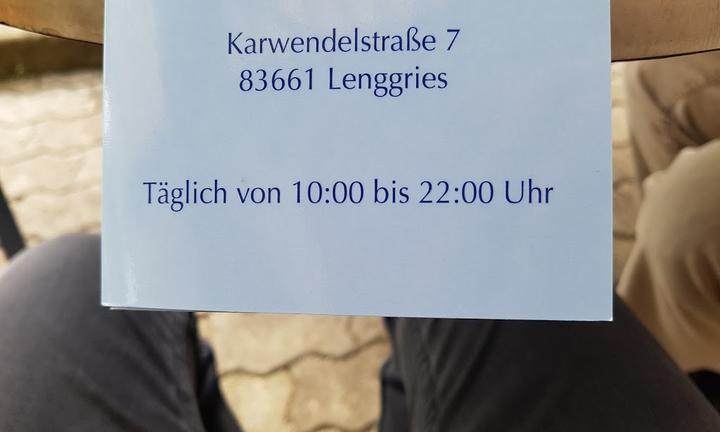 Karwendelstraße 7
83661 Lenggries
Täglich von 10:00 bis 22:00 Uhr